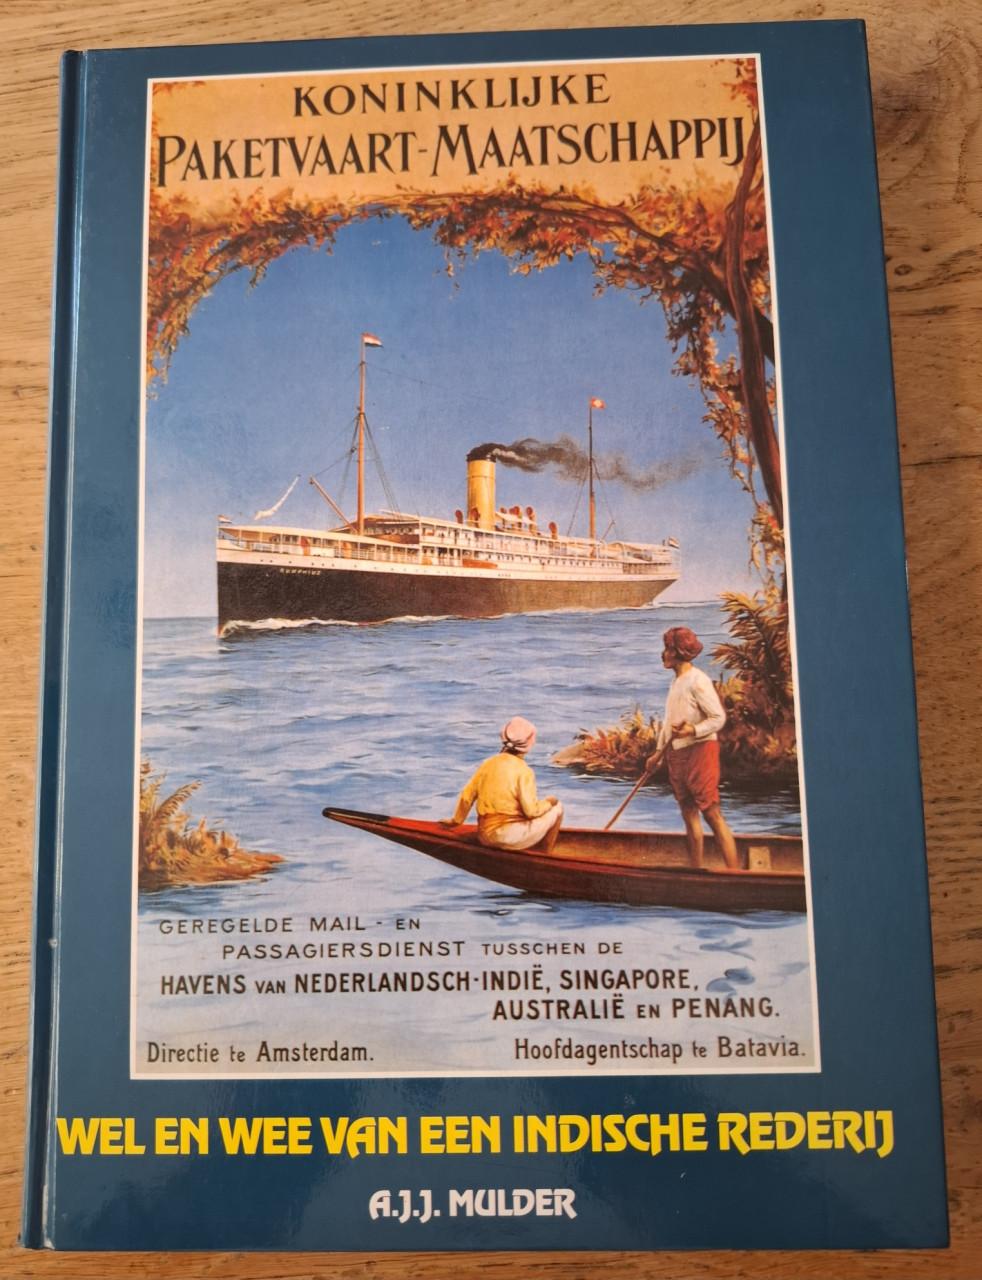 KONINKLIJKE
PAKETVAART-MAATSCHAPPIJ
RUMPHIUS
GEREGELDE MAIL - EN
PASSAGIERSDIENST TUSSCHEN DE
HAVENS VAN NEDERLANDSCH-INDIË, SINGAPORE,
AUSTRALIË EN PENANG.
Directie te Amsterdam.
Hoofdagentschap te Batavia.
WEL EN WEE VAN EEN INDISCHE REDERIJ
A.J.J. MULDER